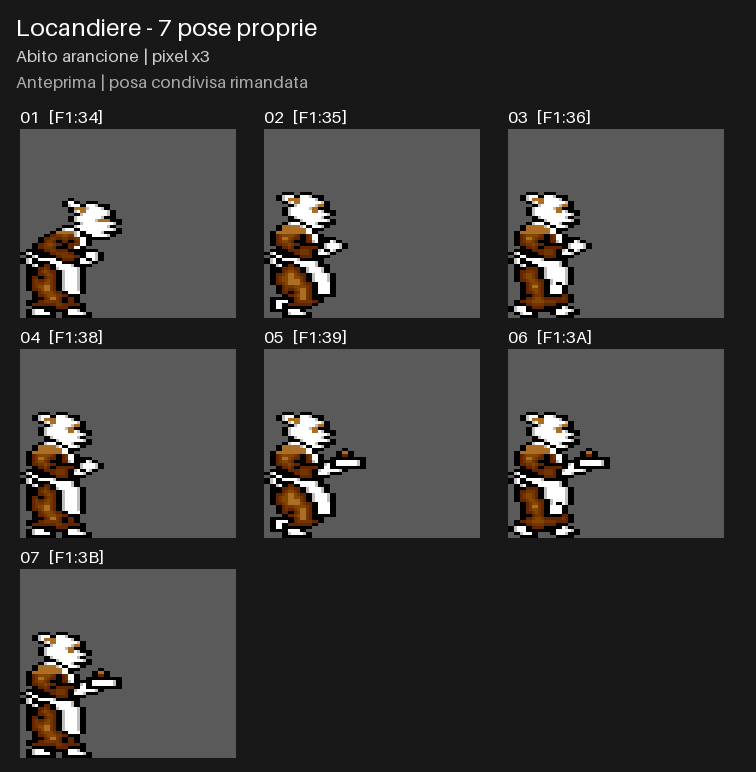 Locandiere - 7 pose proprie
Abito arancione | pixel x3
Anteprima | posa condivisa rimandata
01 [F1:34]
02 [F1:35]
03 [F1:36]
04 [F1:38]
05 [F1:39]
06 [F1:3A]
07 [F1:3B]